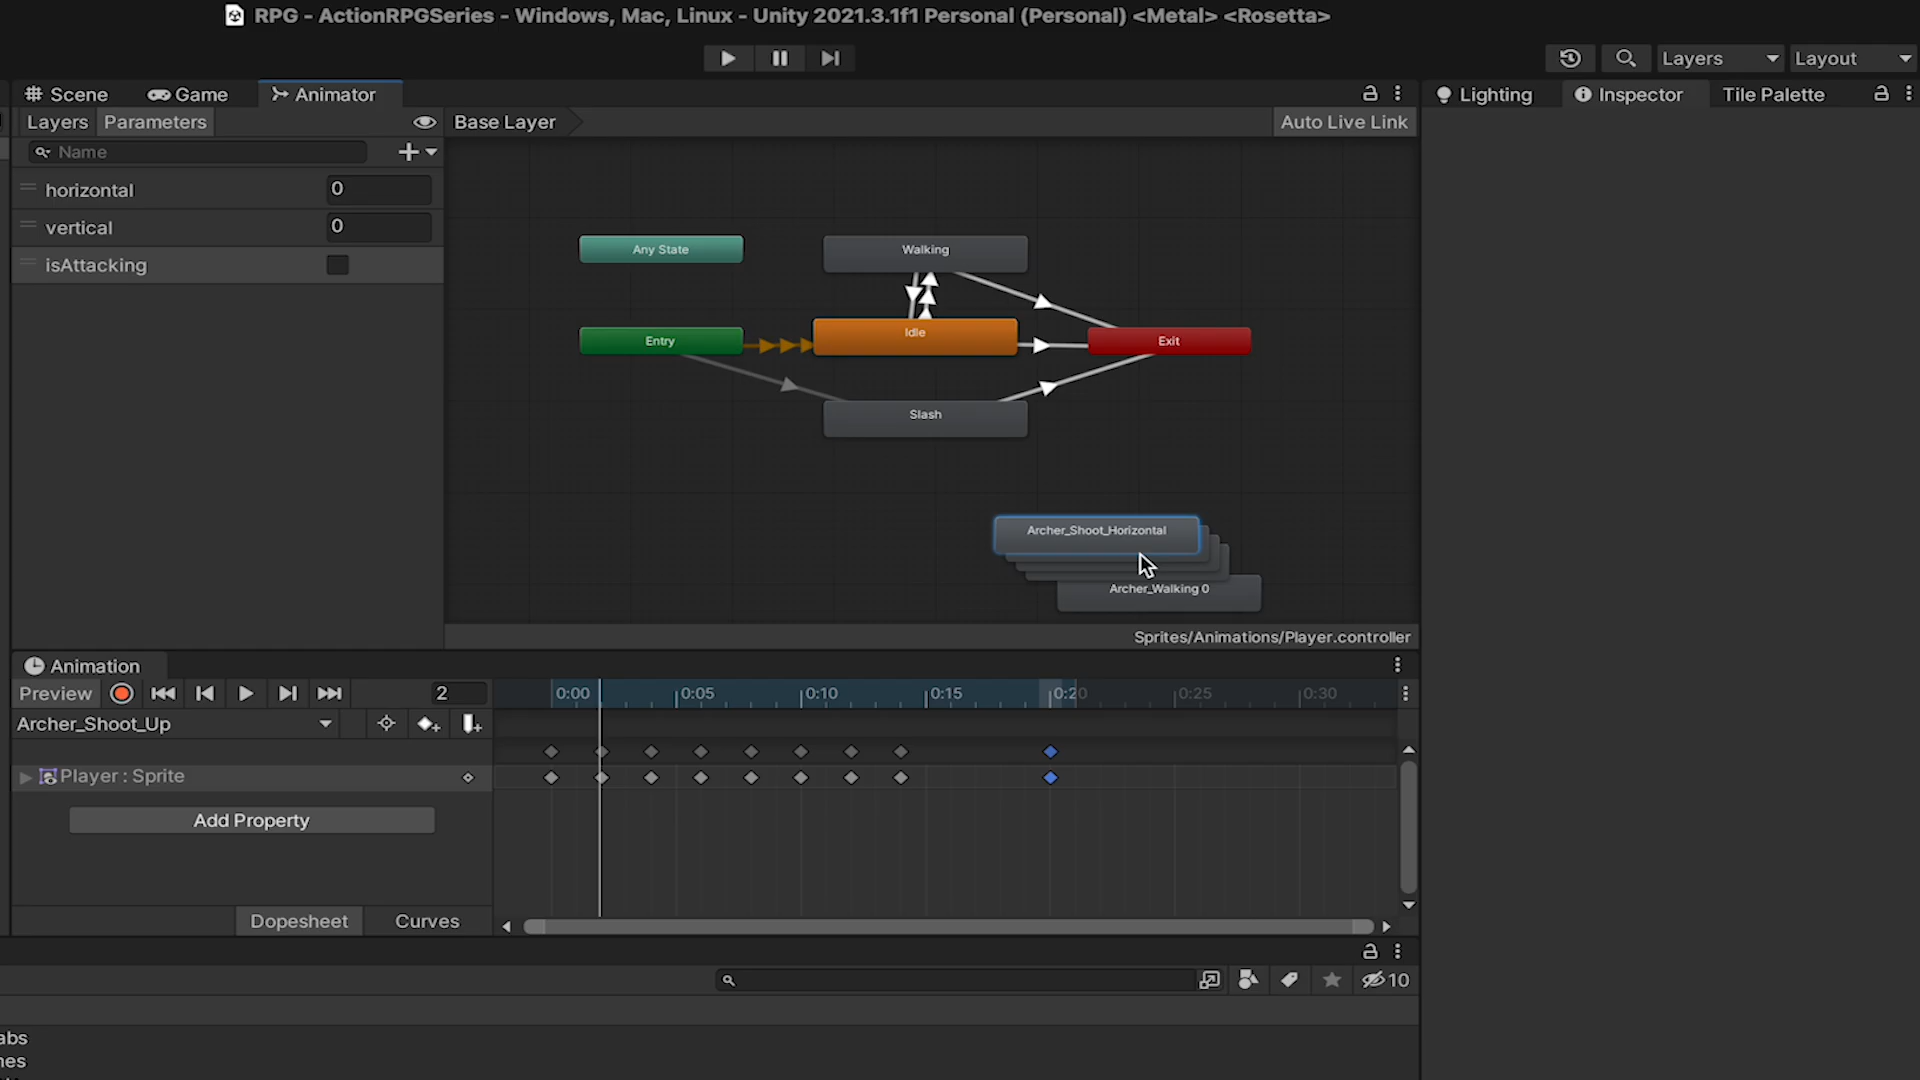 RPG - ActionRPGSeries - Windows, Mac, Linux - Unity 2021.3.1f1 Personal (Personal) <Metal> <Rosetta>
Layers
Layout
Scene
Game
Animator
Lighting
Inspector
Tile Palette
Layers
Parameters
Base Layer
Auto Live Link
Name
horizontal
0
vertical
0
isAttacking
Any State
Walking
Entry
Idle
Exit
Slash
Archer_Shoot_Horizontal
Archer_Walking 0
Sprites/Animations/Player.controller
Animation
Preview
2
0:00
0:05
0:10
0:15
0:20
0:25
0:30
Archer_Shoot_Up
Player : Sprite
Add Property
Dopesheet
Curves
10
abs
nes